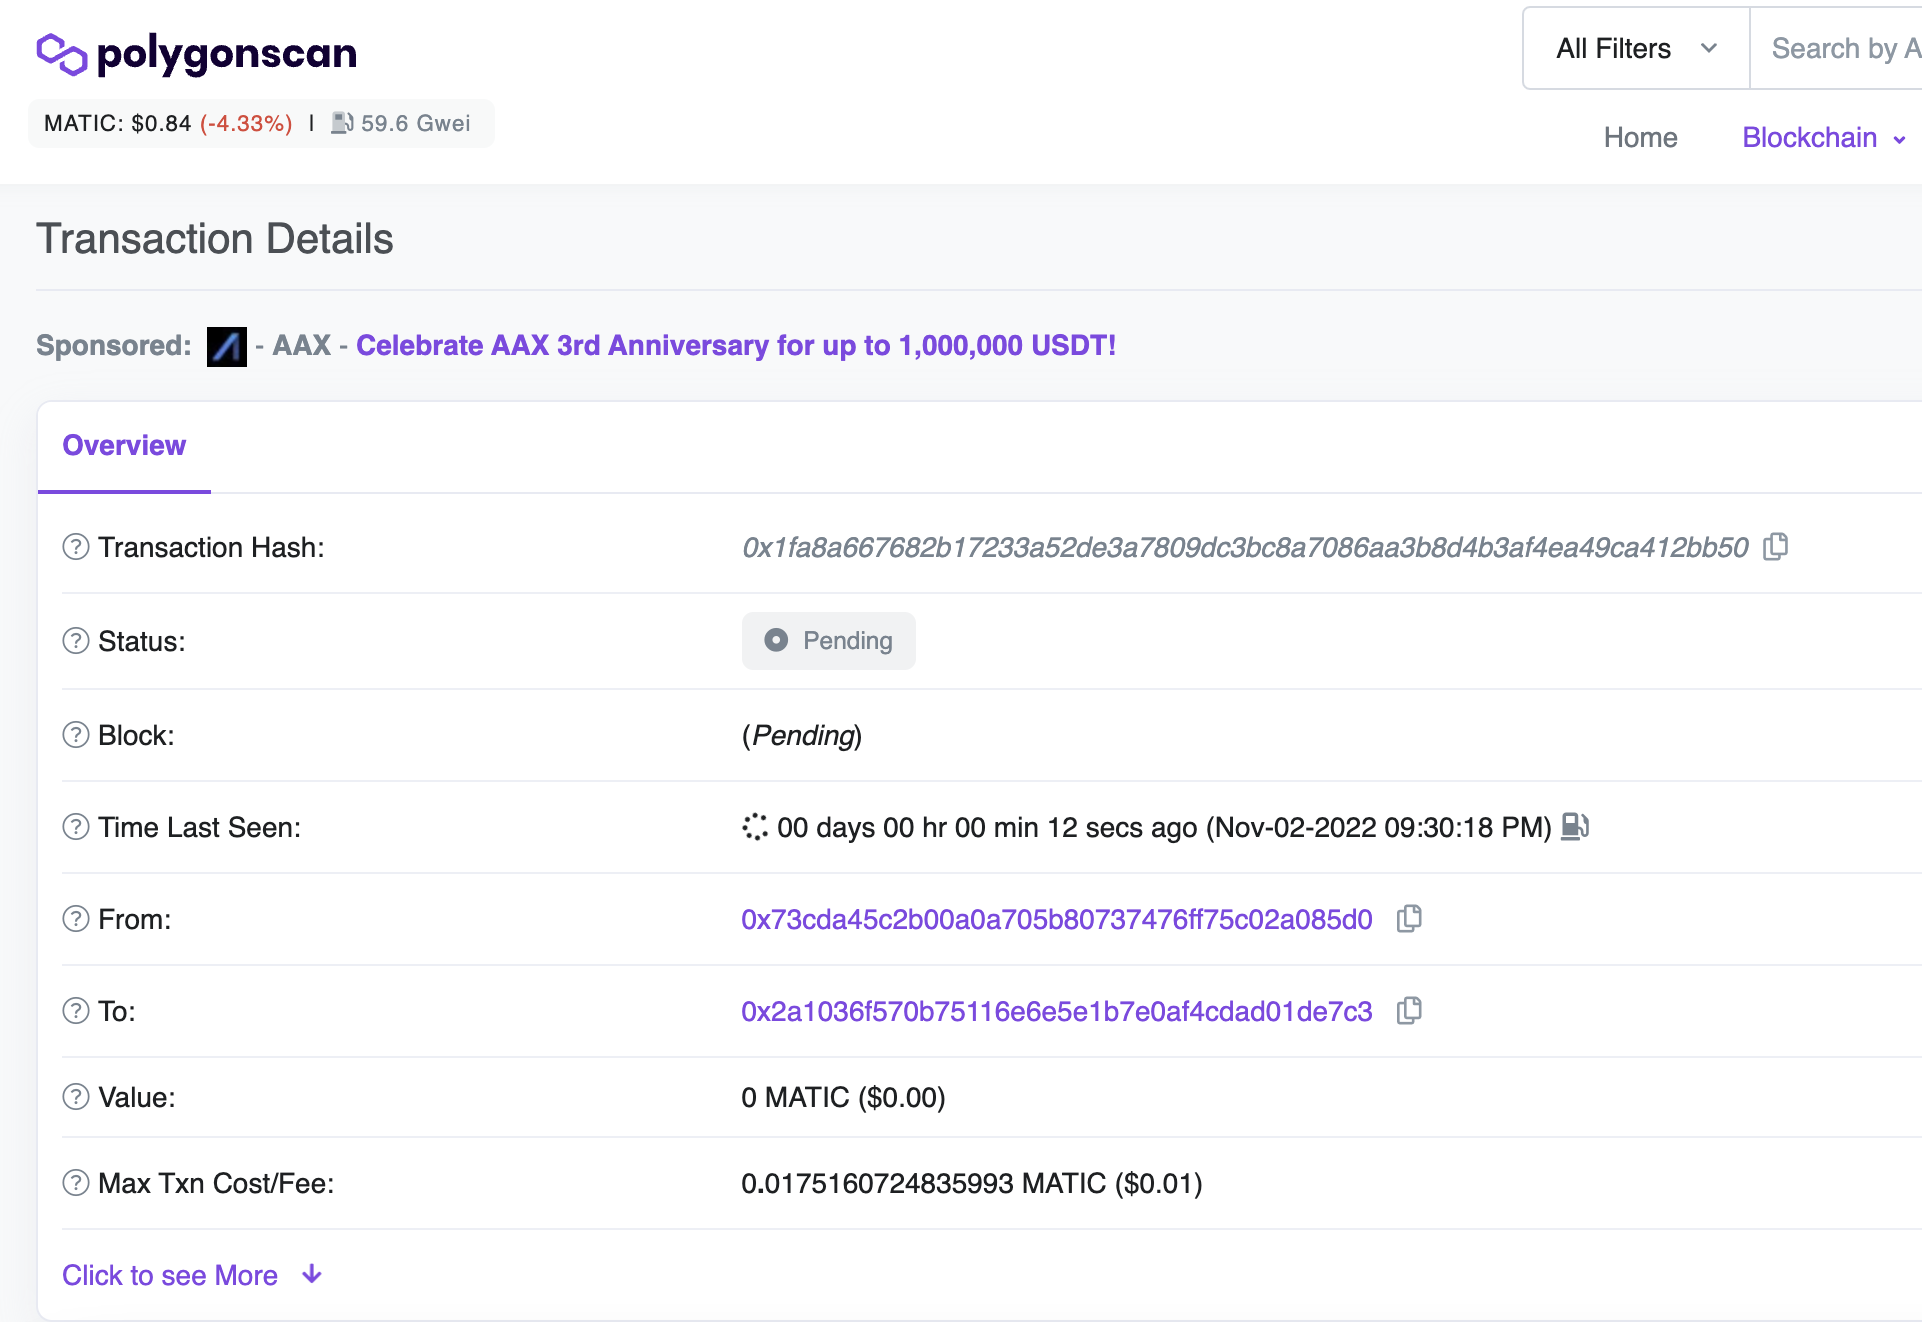 polygonscan
All Filters
Search by A
MATIC: $0.84 (-4.33%) | 59.6 Gwei
Home
Blockchain
Transaction Details
Sponsored: - AAX - Celebrate AAX 3rd Anniversary for up to 1,000,000 USDT!
Overview
Transaction Hash: 0x1fa8a667682b17233a52de3a7809dc3bc8a7086aa3b8d4b3af4ea49ca412bb50
Status: Pending
Block: (Pending)
Time Last Seen: 00 days 00 hr 00 min 12 secs ago (Nov-02-2022 09:30:18 PM)
From: 0x73cda45c2b00a0a705b80737476ff75c02a085d0
To: 0x2a1036f570b75116e6e5e1b7e0af4cdad01de7c3
Value: 0 MATIC ($0.00)
Max Txn Cost/Fee: 0.0175160724835993 MATIC ($0.01)
Click to see More